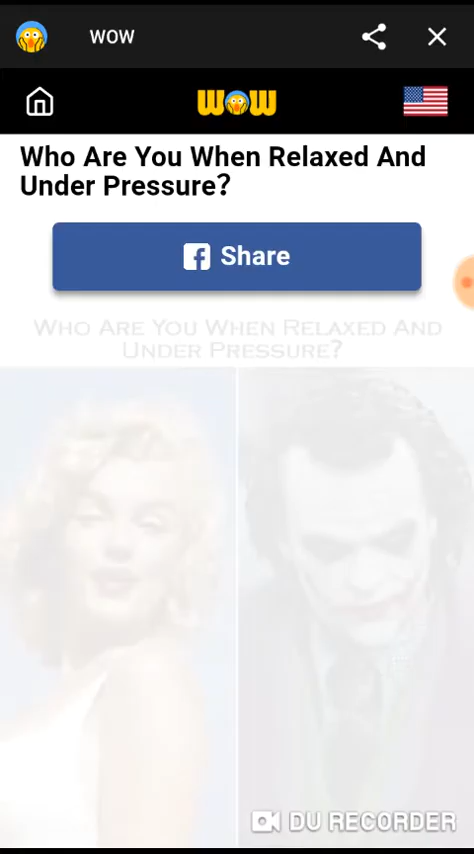 WOW
WOW
Who Are You When Relaxed And
Under Pressure?
Share
Who Are You When Relaxed And
Under Pressure?
DU RECORDER